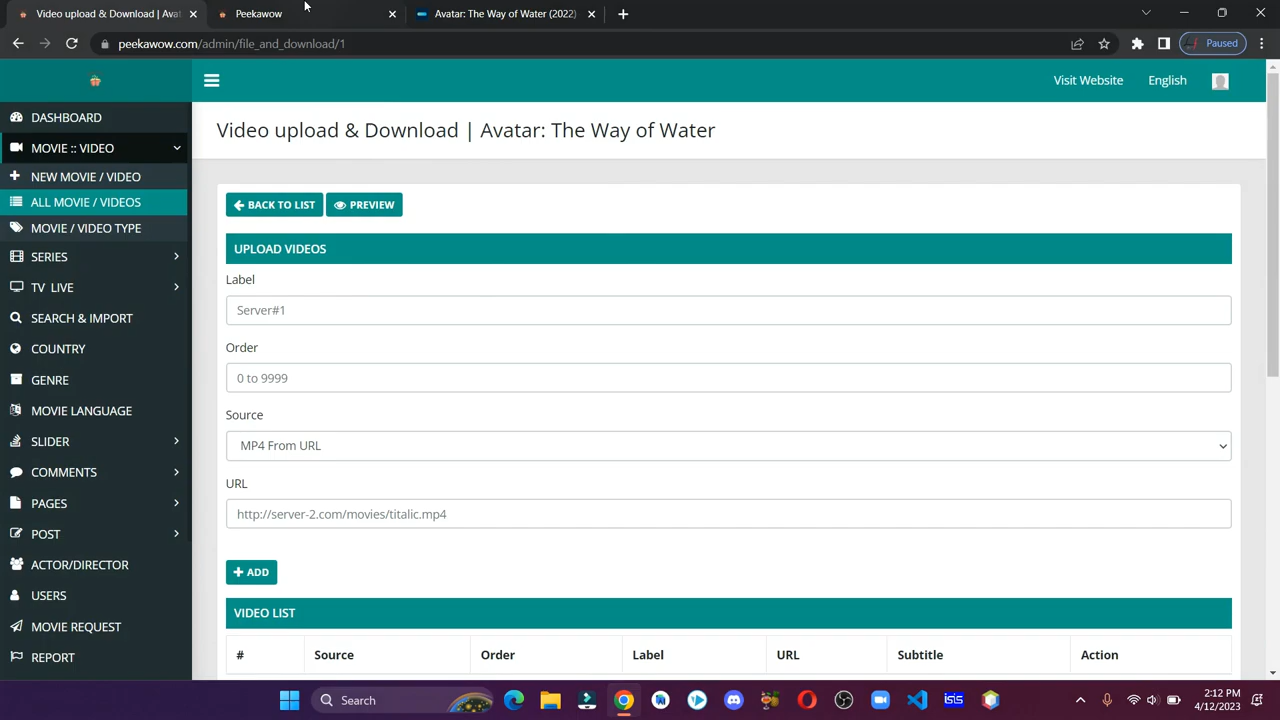 Video upload & Download | Avat
Peekawow
Avatar: The Way of Water (2022)
peekawow.com/admin/file_and_download/1
Paused
Visit Website
English
DASHBOARD
MOVIE :: VIDEO
NEW MOVIE / VIDEO
ALL MOVIE / VIDEOS
MOVIE / VIDEO TYPE
SERIES
TV LIVE
SEARCH & IMPORT
COUNTRY
GENRE
MOVIE LANGUAGE
SLIDER
COMMENTS
PAGES
POST
ACTOR/DIRECTOR
USERS
MOVIE REQUEST
REPORT
Video upload & Download | Avatar: The Way of Water
BACK TO LIST
PREVIEW
UPLOAD VIDEOS
Label
Server#1
Order
0 to 9999
Source
MP4 From URL
URL
http://server-2.com/movies/titalic.mp4
ADD
VIDEO LIST
# Source Order Label URL Subtitle Action
Search
isis
2:12 PM
4/12/2023